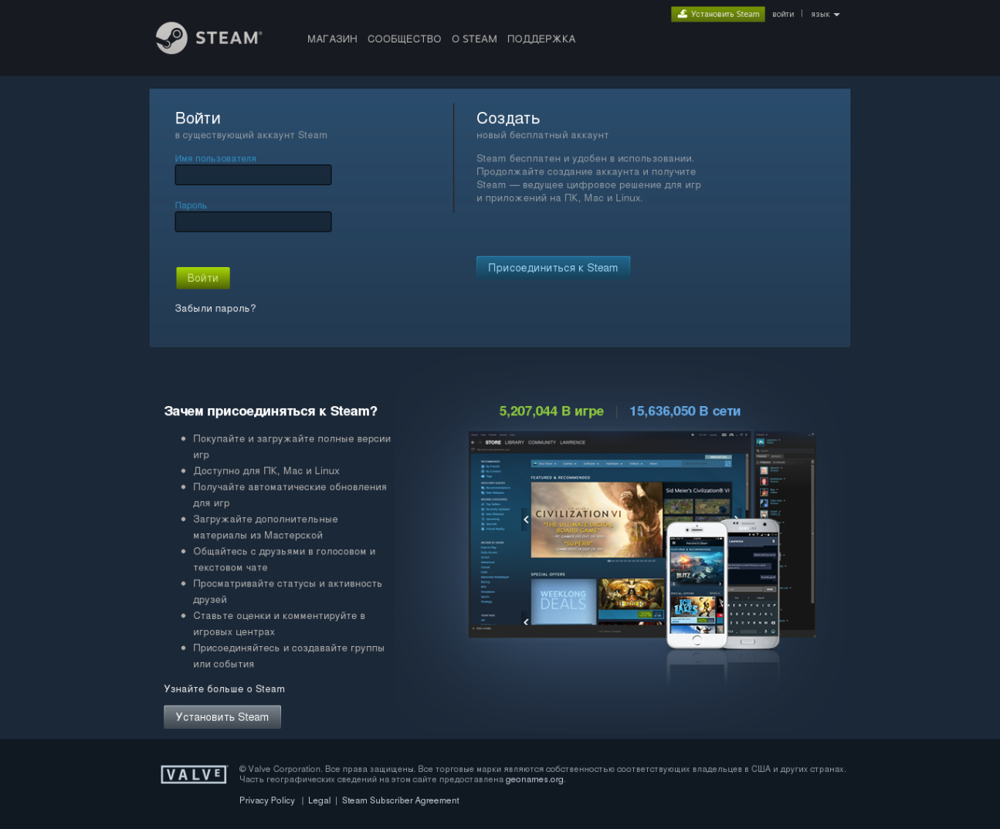 Установить Steam
войти
язык
STEAM®
МАГАЗИН СООБЩЕСТВО О STEAM ПОДДЕРЖКА
Войти
в существующий аккаунт Steam
Имя пользователя
Пароль
Войти
Забыли пароль?
Создать
новый бесплатный аккаунт
Steam бесплатен и удобен в использовании.
Продолжайте создание аккаунта и получите
Steam — ведущее цифровое решение для игр
и приложений на ПК, Mac и Linux.
Присоединиться к Steam
Зачем присоединяться к Steam?
Покупайте и загружайте полные версии
игр
Доступно для ПК, Mac и Linux
Получайте автоматические обновления
для игр
Загружайте дополнительные
материалы из Мастерской
Общайтесь с друзьями в голосовом и
текстовом чате
Просматривайте статусы и активность
друзей
Ставьте оценки и комментируйте в
игровых центрах
Присоединяйтесь и создавайте группы
или события
Узнайте больше о Steam
Установить Steam
5,207,044 В игре | 15,636,050 В сети
STORE LIBRARY COMMUNITY LAWRENCE
FEATURED & RECOMMENDED
Sid Meier's Civilization® VI
CIVILIZATION VI
"THE ULTIMATE DIGITAL
BOARD GAME"
"SUPERB"
SPECIAL OFFERS
WEEKLONG
DEALS
BLITZ
ICE
LAKES
VALVE
© Valve Corporation. Все права защищены. Все торговые марки являются собственностью соответствующих владельцев в США и других странах.
Часть географических сведений на этом сайте предоставлена geonames.org.
Privacy Policy | Legal | Steam Subscriber Agreement